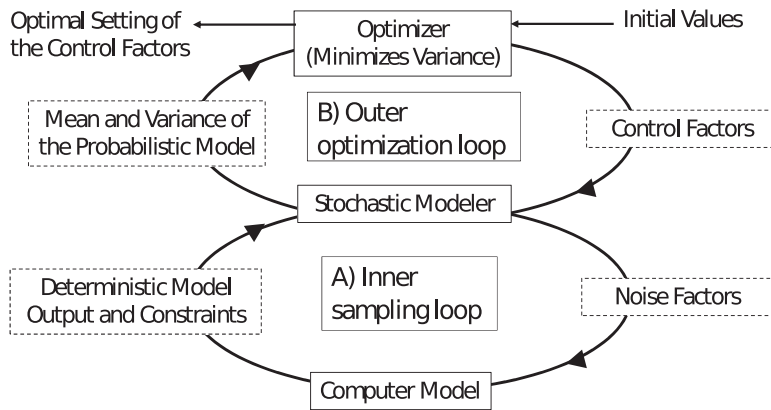 Optimal Setting of
the Control Factors
Optimizer
(Minimizes Variance)
Initial Values
Mean and Variance of
the Probabilistic Model
B) Outer
optimization loop
Control Factors
Stochastic Modeler
Deterministic Model
Output and Constraints
A) Inner
sampling loop
Noise Factors
Computer Model